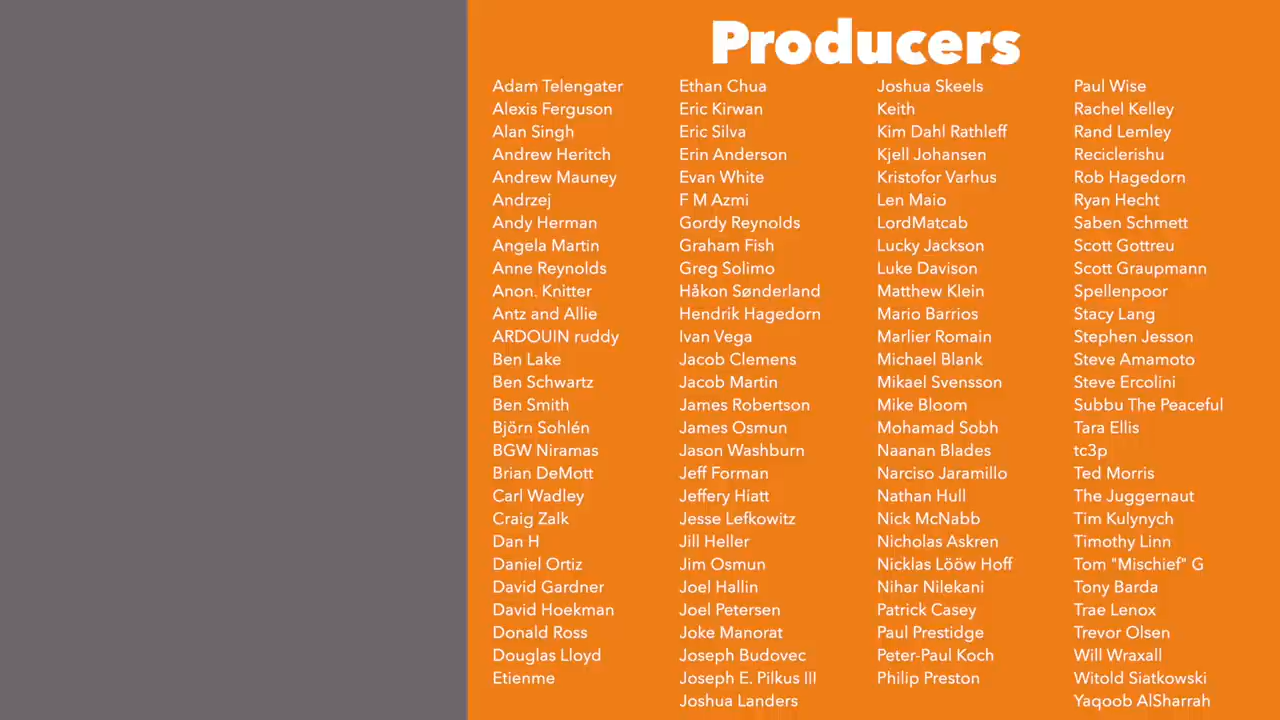 Producers
Adam Telengater
Alexis Ferguson
Alan Singh
Andrew Heritch
Andrew Mauney
Andrzej
Andy Herman
Angela Martin
Anne Reynolds
Anon. Knitter
Antz and Allie
ARDOUIN ruddy
Ben Lake
Ben Schwartz
Ben Smith
Björn Sohlén
BGW Niramas
Brian DeMott
Carl Wadley
Craig Zalk
Dan H
Daniel Ortiz
David Gardner
David Hoekman
Donald Ross
Douglas Lloyd
Etienme
Ethan Chua
Eric Kirwan
Eric Silva
Erin Anderson
Evan White
F M Azmi
Gordy Reynolds
Graham Fish
Greg Solimo
Håkon Sønderland
Hendrik Hagedorn
Ivan Vega
Jacob Clemens
Jacob Martin
James Robertson
James Osmun
Jason Washburn
Jeff Forman
Jeffery Hiatt
Jesse Lefkowitz
Jill Heller
Jim Osmun
Joel Hallin
Joel Petersen
Joke Manorat
Joseph Budovec
Joseph E. Pilkus III
Joshua Landers
Joshua Skeels
Keith
Kim Dahl Rathleff
Kjell Johansen
Kristofor Varhus
Len Maio
LordMatcab
Lucky Jackson
Luke Davison
Matthew Klein
Mario Barrios
Marlier Romain
Michael Blank
Mikael Svensson
Mike Bloom
Mohamad Sobh
Naanan Blades
Narciso Jaramillo
Nathan Hull
Nick McNabb
Nicholas Askren
Nicklas Lööw Hoff
Nihar Nilekani
Patrick Casey
Paul Prestidge
Peter-Paul Koch
Philip Preston
Paul Wise
Rachel Kelley
Rand Lemley
Reciclerishu
Rob Hagedorn
Ryan Hecht
Saben Schmett
Scott Gottreu
Scott Graupmann
Spellenpoor
Stacy Lang
Stephen Jesson
Steve Amamoto
Steve Ercolini
Subbu The Peaceful
Tara Ellis
tc3p
Ted Morris
The Juggernaut
Tim Kulynych
Timothy Linn
Tom "Mischief" G
Tony Barda
Trae Lenox
Trevor Olsen
Will Wraxall
Witold Siatkowski
Yaqoob AlSharrah